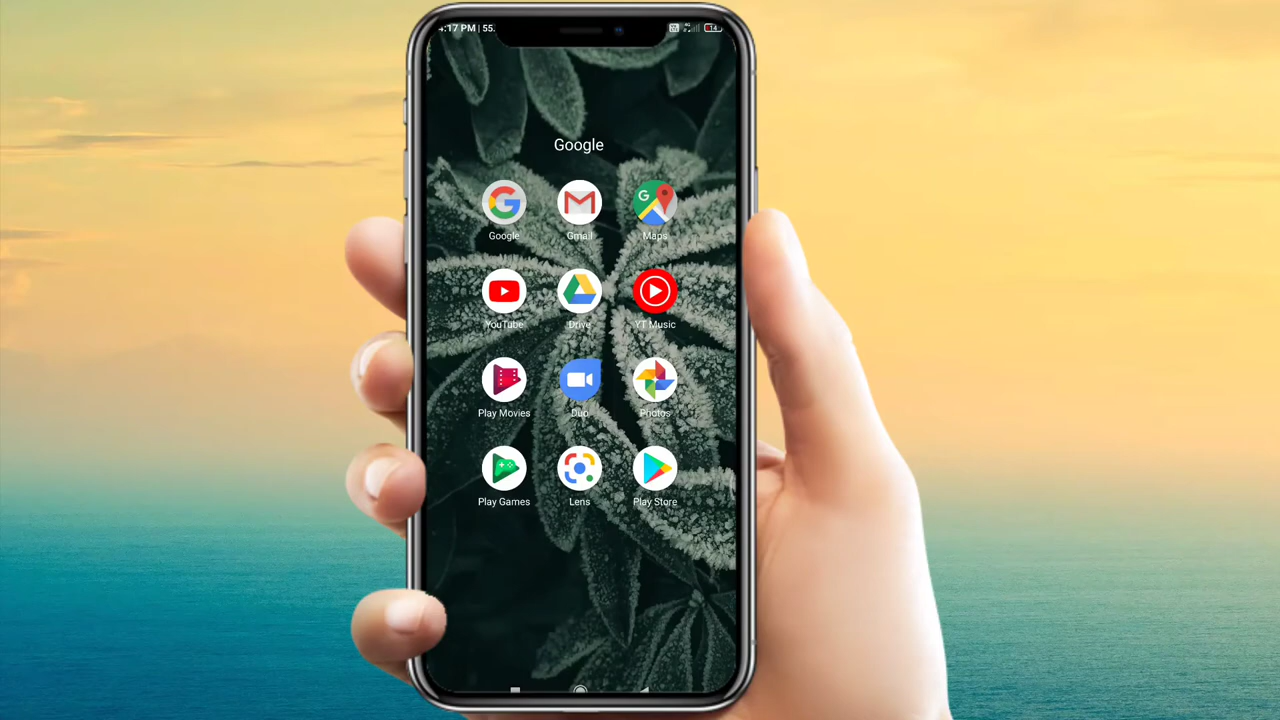 4:17 PM | 55.
14
Google
Google Gmail Maps
YouTube Drive YT Music
Play Movies Duo Photos
Play Games Lens Play Store